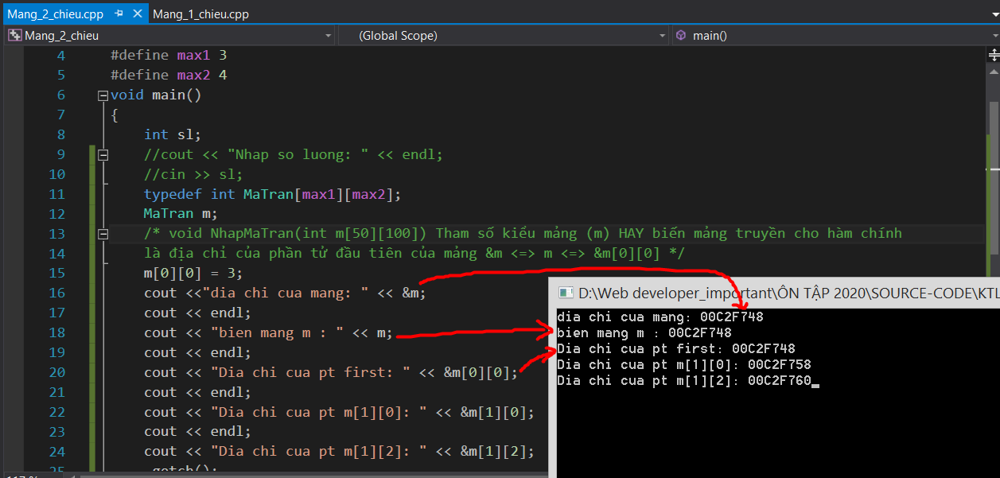 Mang_2_chieu.cpp Mang_1_chieu.cpp
Mang_2_chieu (Global Scope) main()
4 #define max1 3
5 #define max2 4
6 void main()
7 {
8 int sl;
9 //cout << "Nhap so luong: " << endl;
10 //cin >> sl;
11 typedef int MaTran[max1][max2];
12 MaTran m;
13 /* void NhapMaTran(int m[50][100]) Tham số kiểu mảng (m) HAY biến mảng truyền cho hàm chính
14 là địa chỉ của phần tử đầu tiên của mảng &m <=> m <=> &m[0][0] */
15 m[0][0] = 3;
16 cout <<"dia chi cua mang: " << &m;
17 cout << endl;
18 cout << "bien mang m : " << m;
19 cout << endl;
20 cout << "Dia chi cua pt first: " << &m[0][0];
21 cout << endl;
22 cout << "Dia chi cua pt m[1][0]: " << &m[1][0];
23 cout << endl;
24 cout << "Dia chi cua pt m[1][2]: " << &m[1][2];
25 getch();
D:\Web developer_important\ÔN TẬP 2020\SOURCE-CODE\KTL
dia chi cua mang: 00C2F748
bien mang m : 00C2F748
Dia chi cua pt first: 00C2F748
Dia chi cua pt m[1][0]: 00C2F758
Dia chi cua pt m[1][2]: 00C2F760